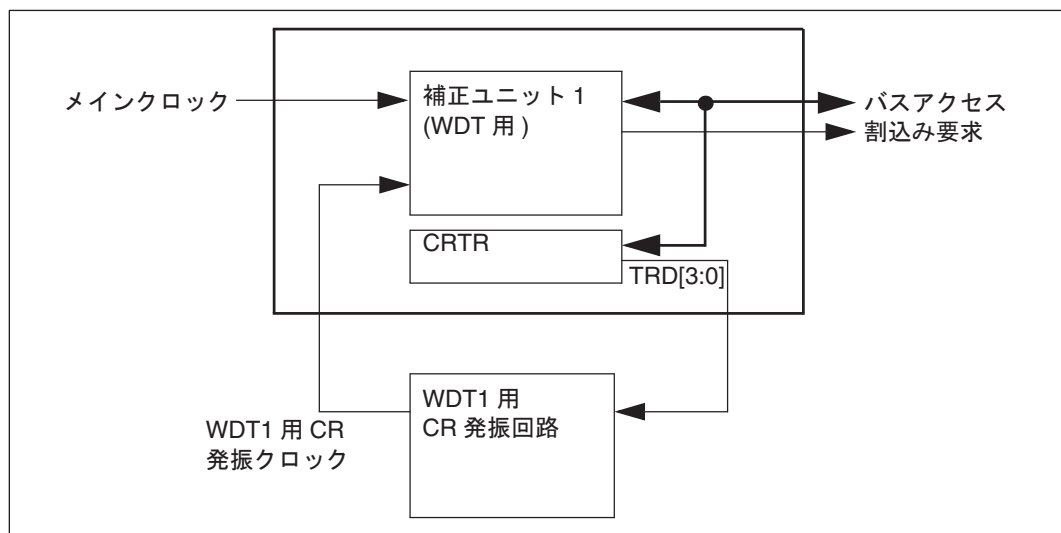 メインクロック
補正ユニット 1
(WDT 用 )
バスアクセス
割込み要求
CRTR
TRD[3:0]
WDT1 用
CR 発振回路
WDT1 用 CR
発振クロック